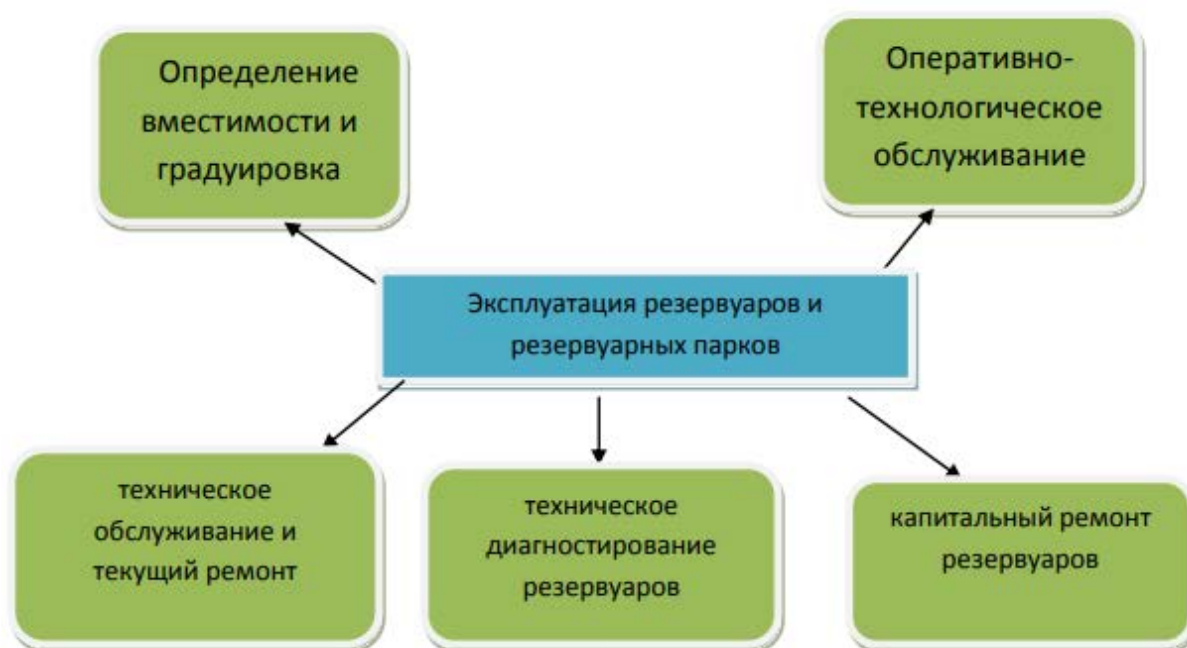 Определение
вместимости и
градуировка
Оперативно-
технологическое
обслуживание
Эксплуатация резервуаров и
резервуарных парков
техническое
обслуживание и
текущий ремонт
техническое
диагностирование
резервуаров
капитальный ремонт
резервуаров